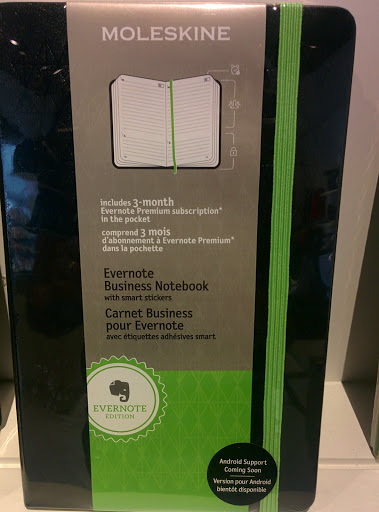 MOLESKINE
includes 3-month
Evernote Premium subscription*
in the pocket
comprend 3 mois
d'abonnement à Evernote Premium*
dans la pochette
Evernote
Business Notebook
with smart stickers
Carnet Business
pour Evernote
avec étiquettes adhésives smart
EVERNOTE
EDITION
Android Support
Coming Soon
Version pour Android
bientôt disponible